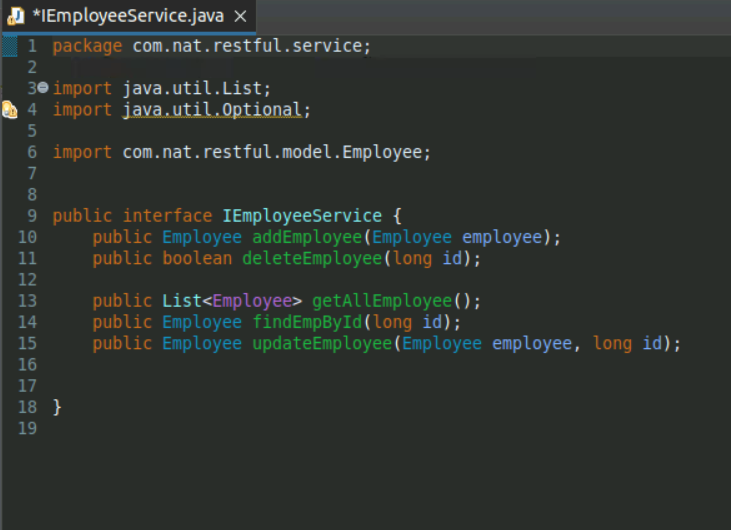 *IEmployeeService.java ×
1 package com.nat.restful.service;
2
3 import java.util.List;
4 import java.util.Optional;
5
6 import com.nat.restful.model.Employee;
7
8
9 public interface IEmployeeService {
10     public Employee addEmployee(Employee employee);
11     public boolean deleteEmployee(long id);
12
13     public List<Employee> getAllEmployee();
14     public Employee findEmpById(long id);
15     public Employee updateEmployee(Employee employee, long id);
16
17
18 }
19